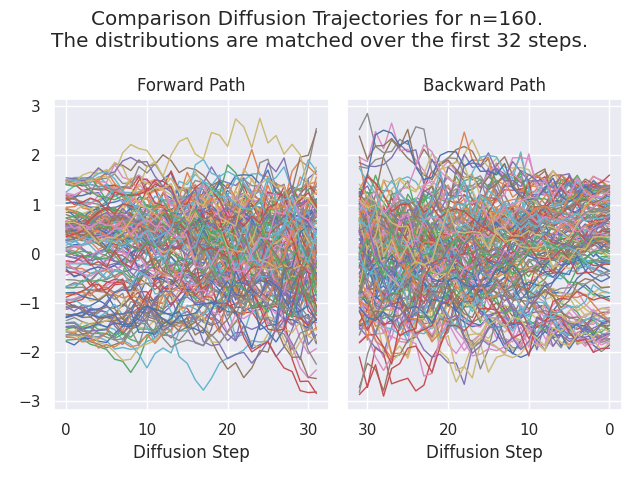 Comparison Diffusion Trajectories for n=160.
The distributions are matched over the first 32 steps.
Forward Path
Backward Path
3
2
1
0
−1
−2
−3
0 10 20 30
30 20 10 0
Diffusion Step
Diffusion Step